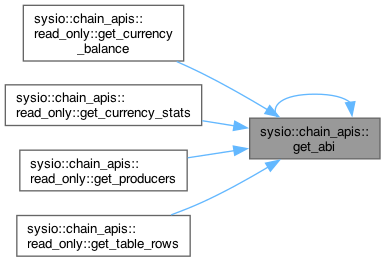 sysio::chain_apis::
read_only::get_currency
_balance
sysio::chain_apis::
read_only::get_currency_stats
sysio::chain_apis::
get_abi
sysio::chain_apis::
read_only::get_producers
sysio::chain_apis::
read_only::get_table_rows